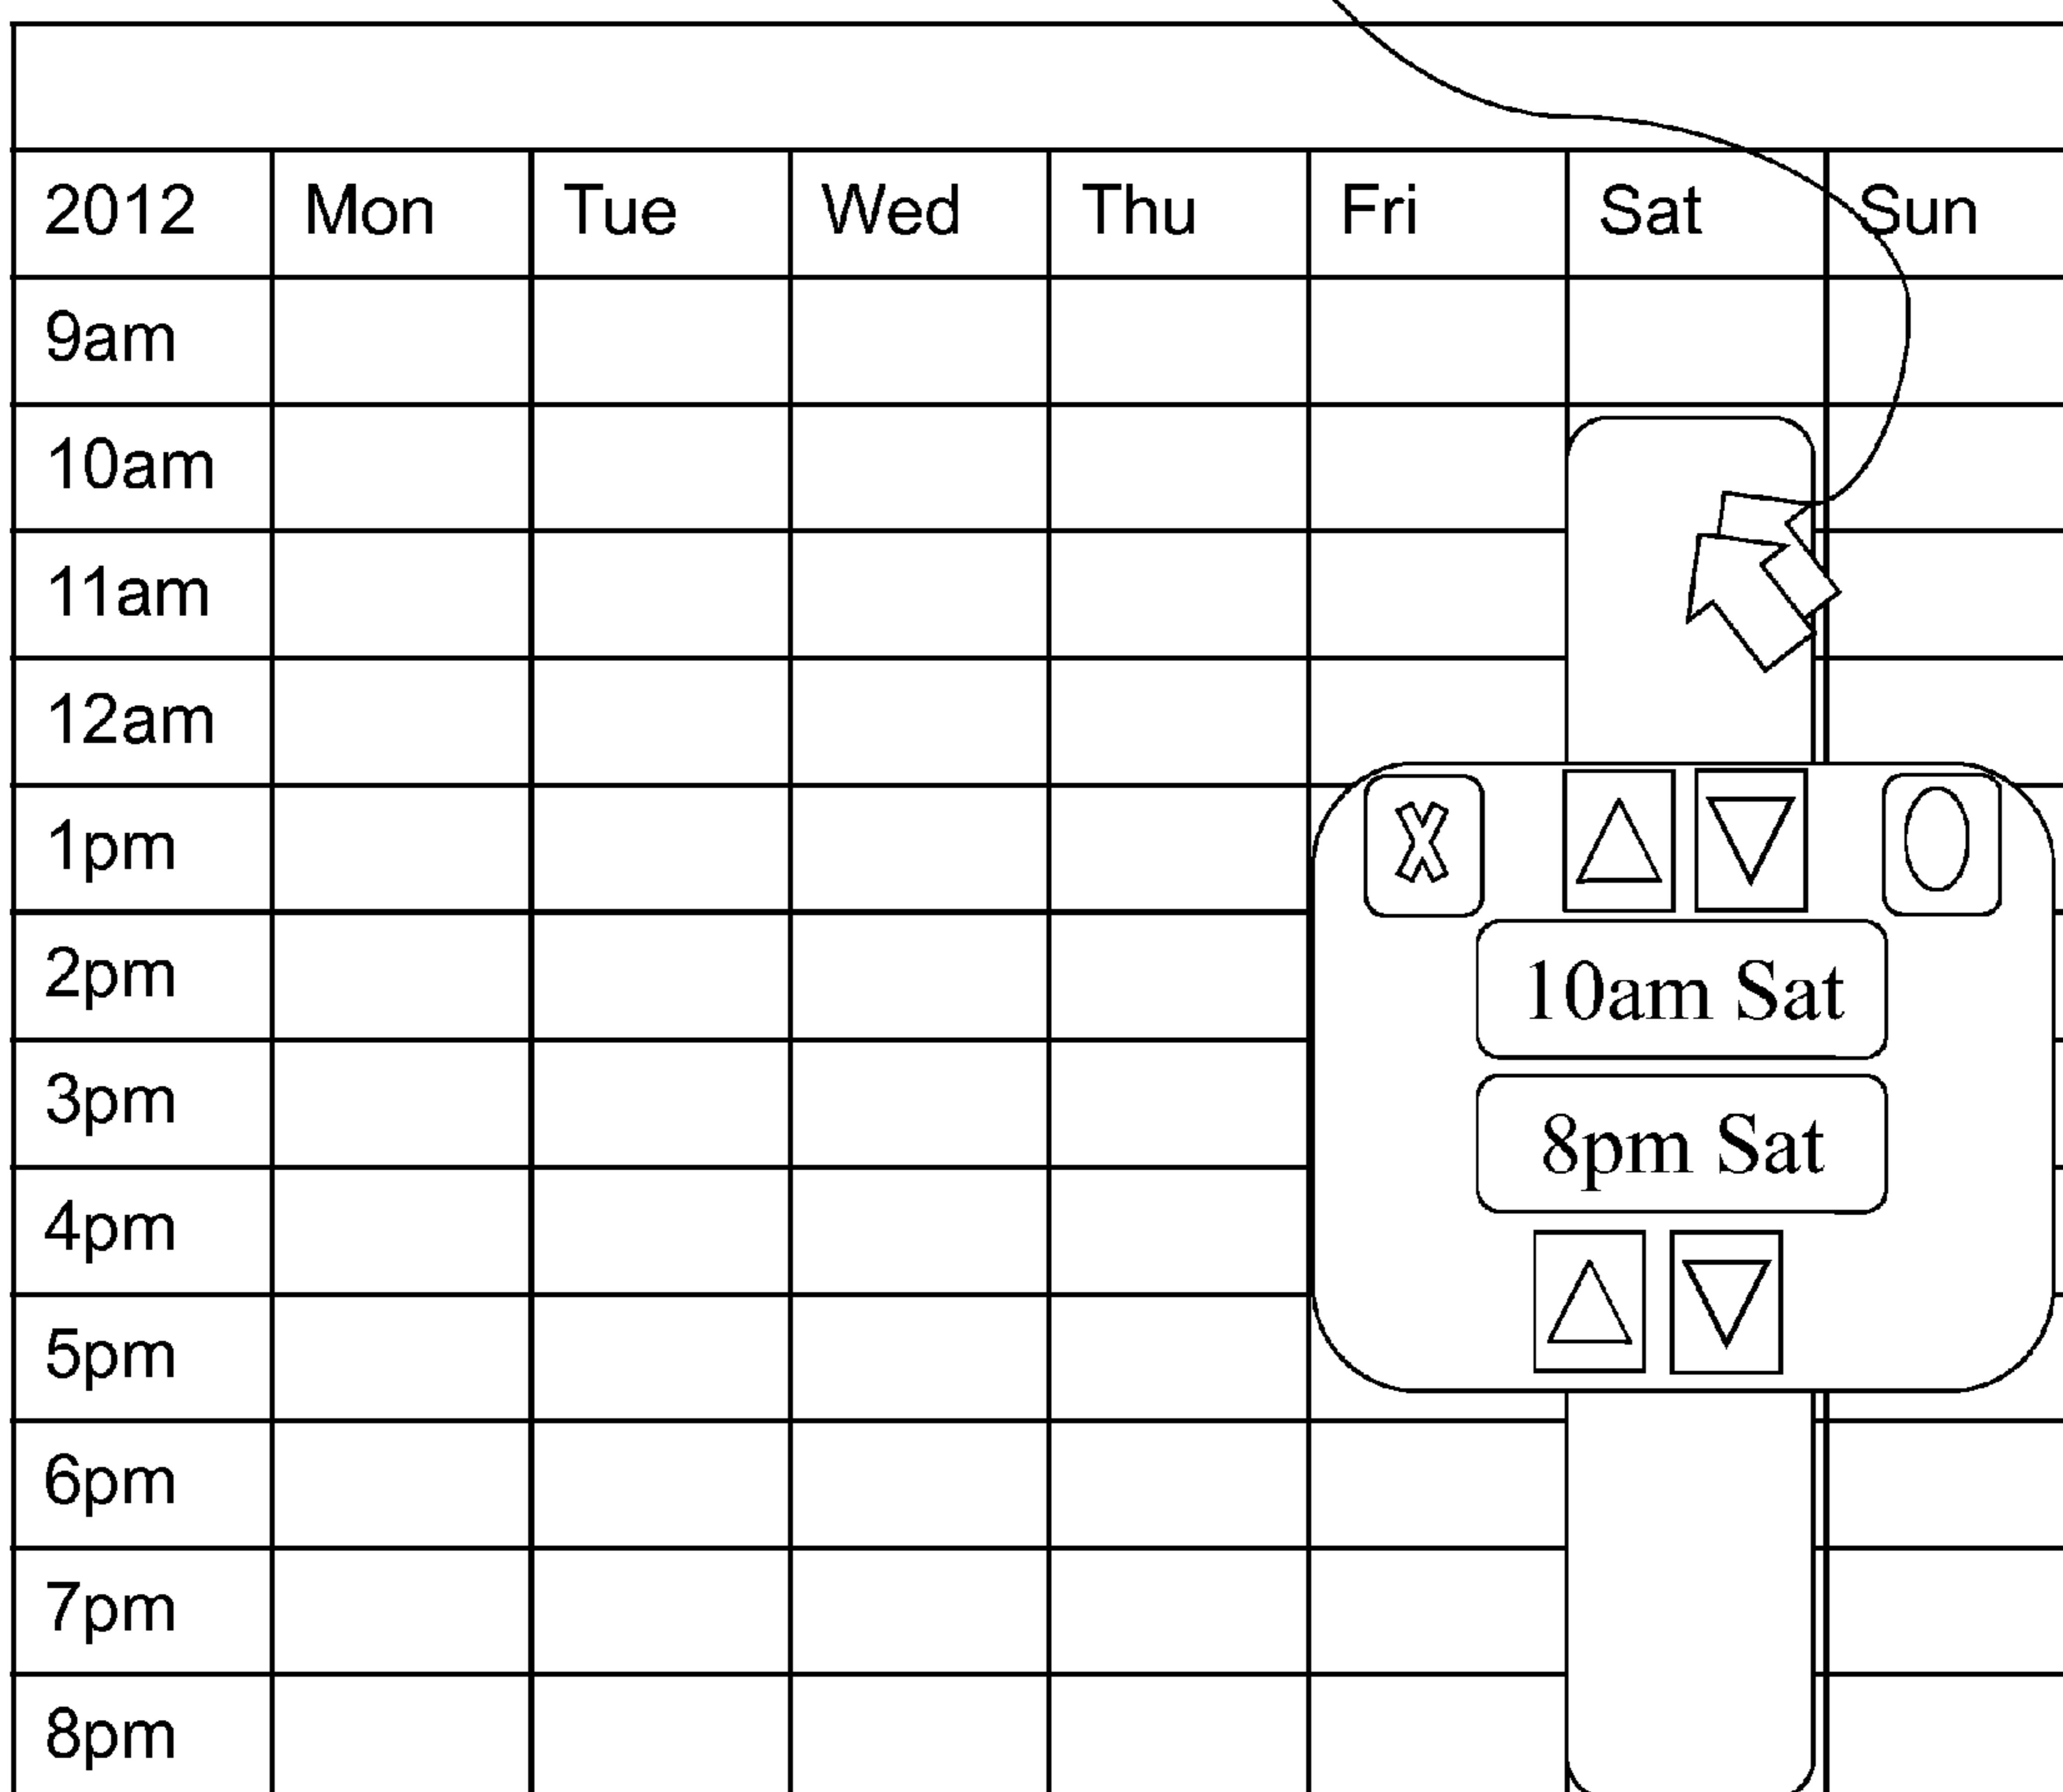 2012 Mon Tue Wed Thu Fri Sat Sun
9am
10am
11am
12am
1pm
X
2pm
10am Sat
3pm
8pm Sat
4pm
5pm
6pm
7pm
8pm